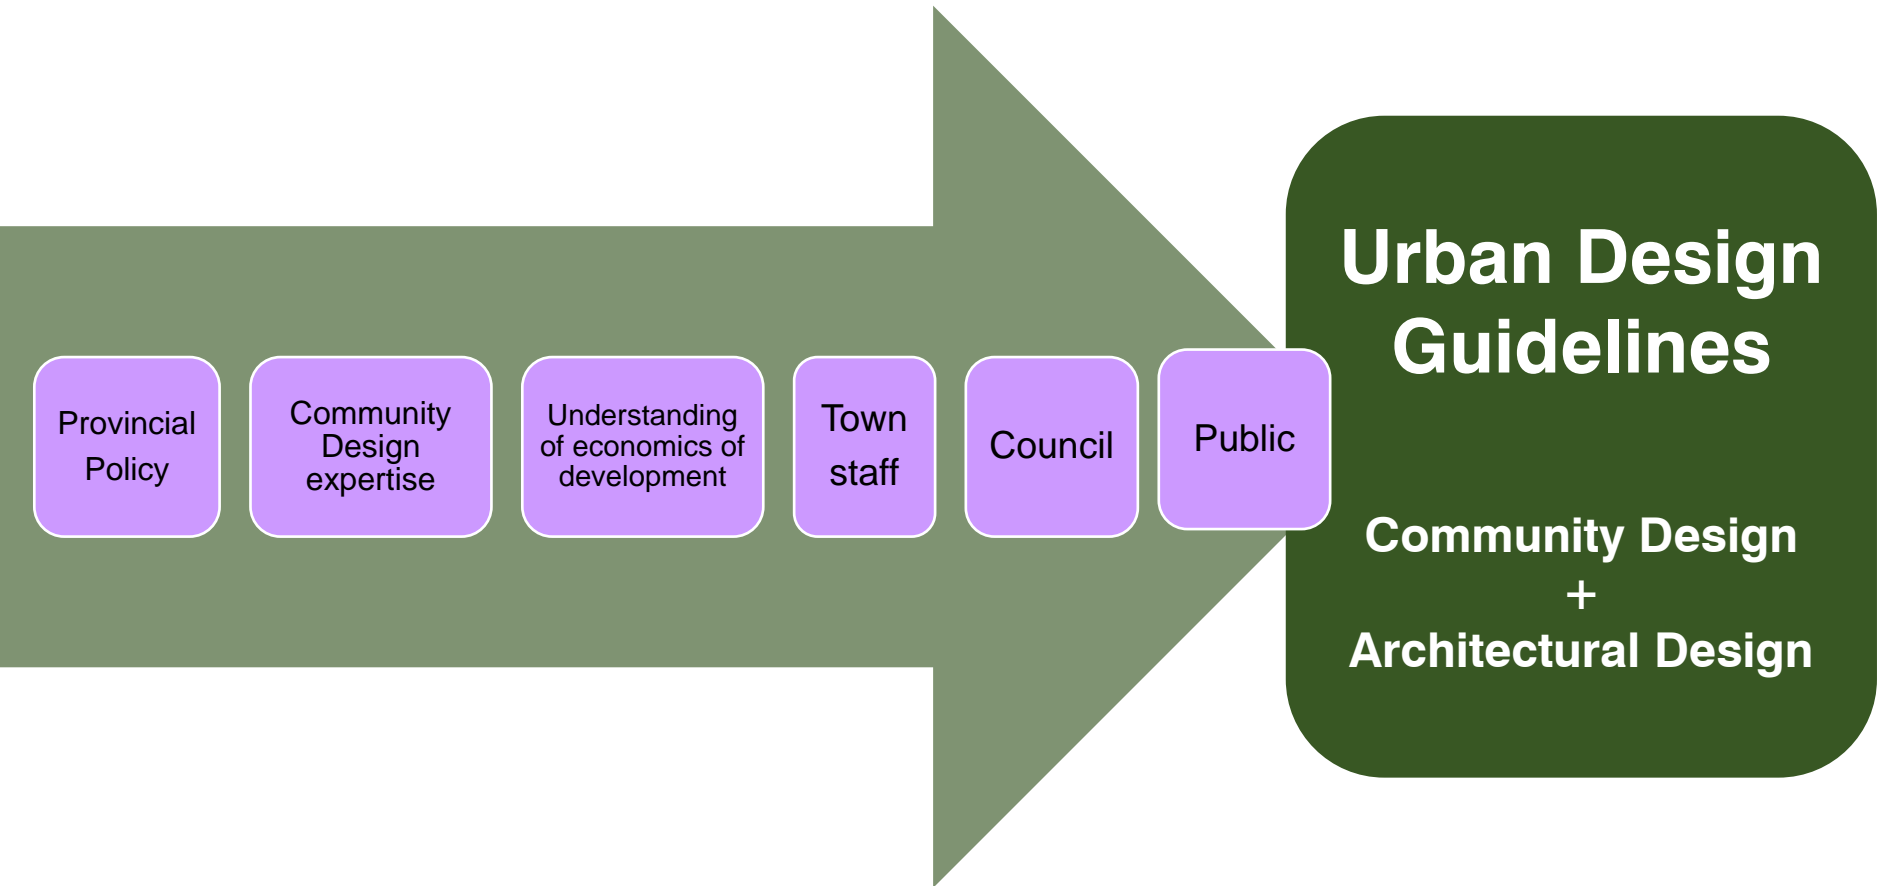 Provincial
Policy
Community
Design
expertise
Understanding
of economics of
development
Town
staff
Council
Public
Urban Design
Guidelines
Community Design
+
Architectural Design